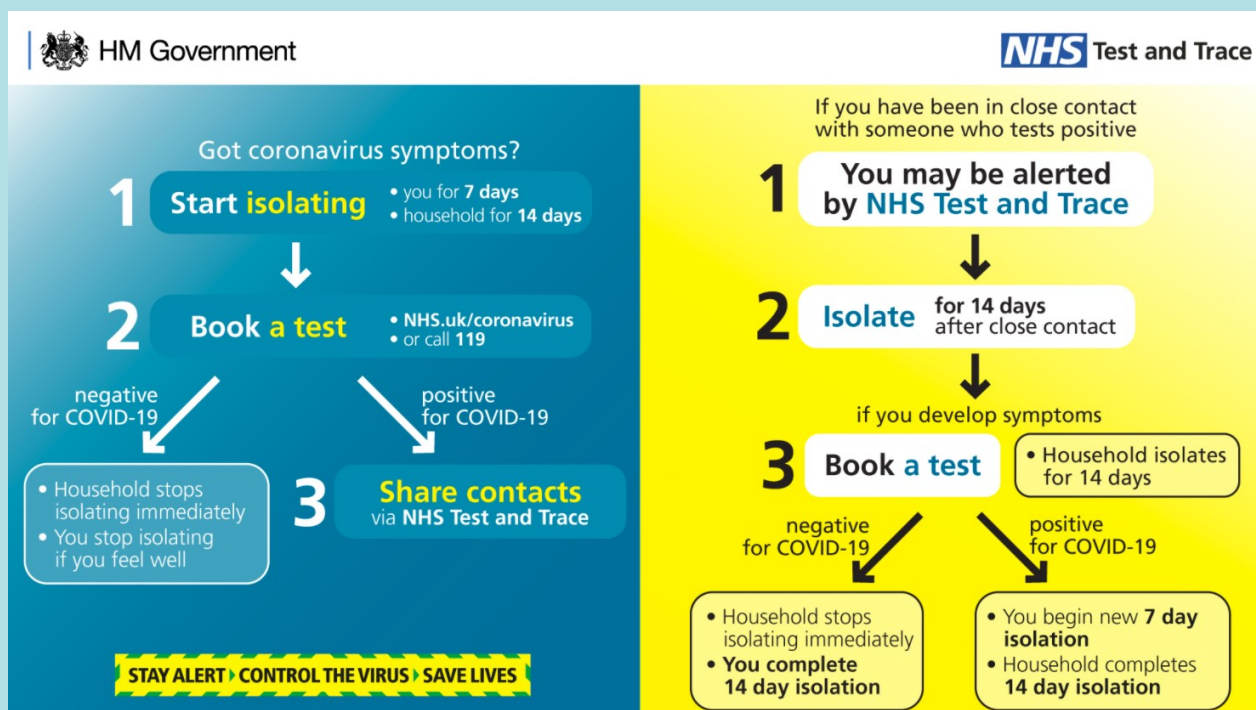 HM Government
NHS Test and Trace
Got coronavirus symptoms?
1
Start isolating
• you for 7 days
• household for 14 days
2
Book a test
• NHS.uk/coronavirus
• or call 119
negative
for COVID-19
positive
for COVID-19
• Household stops
isolating immediately
• You stop isolating
if you feel well
3
Share contacts
via NHS Test and Trace
STAY ALERT CONTROL THE VIRUS SAVE LIVES
If you have been in close contact
with someone who tests positive
1
You may be alerted
by NHS Test and Trace
2
Isolate
for 14 days
after close contact
if you develop symptoms
3
Book a test
• Household isolates
for 14 days
negative
for COVID-19
positive
for COVID-19
• Household stops
isolating immediately
• You complete
14 day isolation
• You begin new 7 day
isolation
• Household completes
14 day isolation